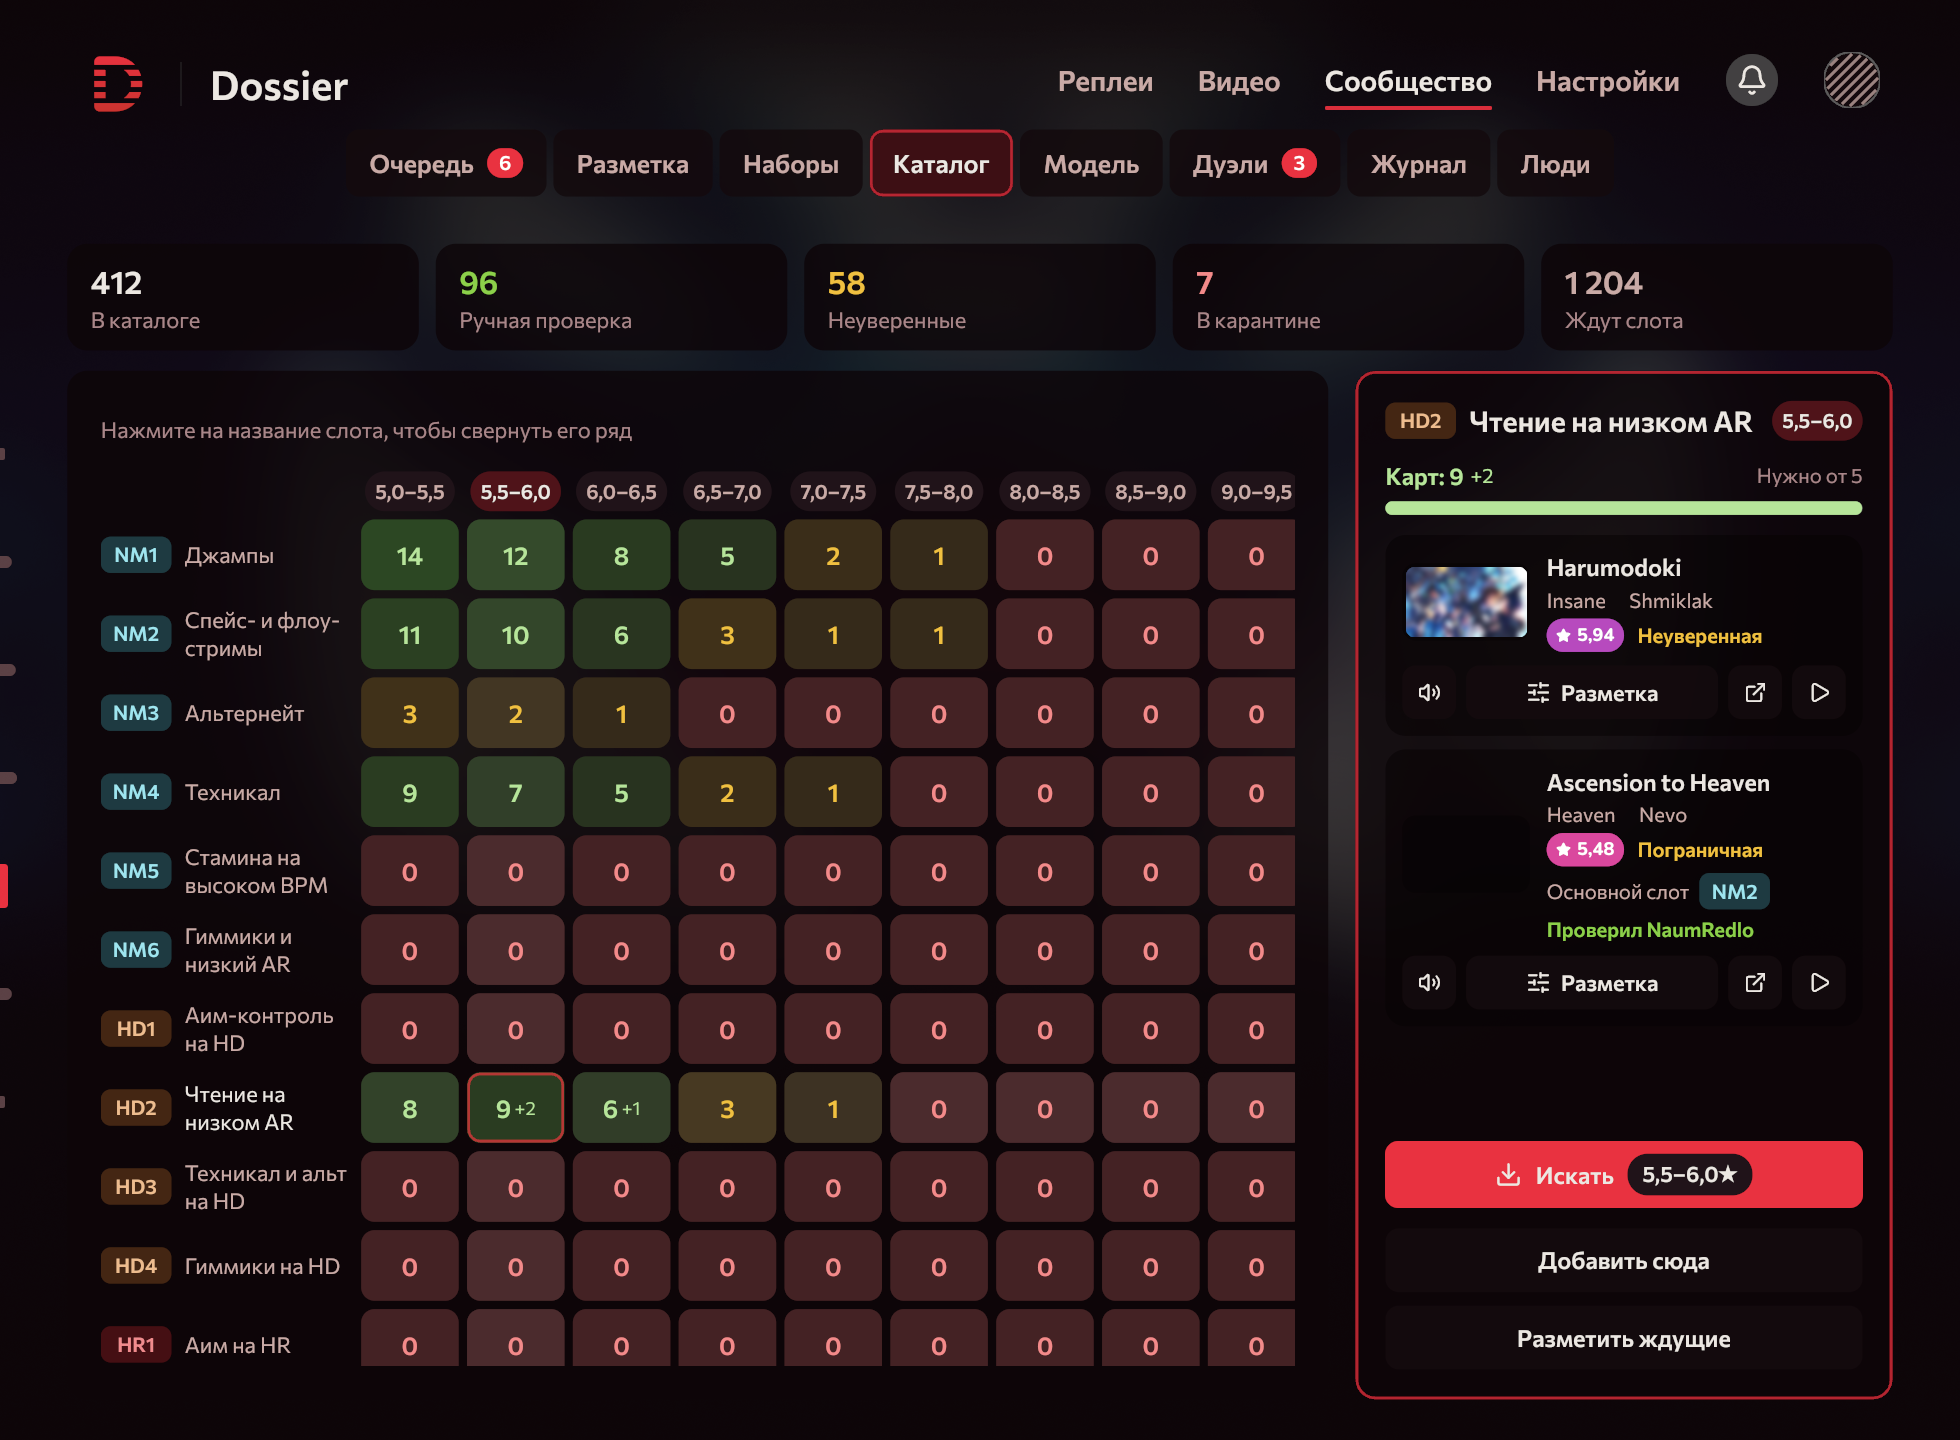 Dossier
Реплеи Видео Сообщество Настройки
Очередь 6 Разметка Наборы Каталог Модель Дуэли 3 Журнал Люди
412 96 58 7 1 204
В каталоге Ручная проверка Неуверенные В карантине Ждут слота
Нажмите на название слота, чтобы свернуть его ряд
5,0–5,5 5,5–6,0 6,0–6,5 6,5–7,0 7,0–7,5 7,5–8,0 8,0–8,5 8,5–9,0 9,0–9,5
NM1 Джампы 14 12 8 5 2 1 0 0 0
NM2 Спейс- и флоу-
стримы 11 10 6 3 1 1 0 0 0
NM3 Альтернейт 3 2 1 0 0 0 0 0 0
NM4 Техникал 9 7 5 2 1 0 0 0 0
NM5 Стамина на
высоком BPM 0 0 0 0 0 0 0 0 0
NM6 Гиммики и
низкий AR 0 0 0 0 0 0 0 0 0
HD1 Аим-контроль
на HD 0 0 0 0 0 0 0 0 0
HD2 Чтение на
низком AR 8 9 +2 6 +1 3 1 0 0 0 0
HD3 Техникал и альт
на HD 0 0 0 0 0 0 0 0 0
HD4 Гиммики на HD 0 0 0 0 0 0 0 0 0
HR1 Аим на HR 0 0 0 0 0 0 0 0 0
HD2 Чтение на низком AR 5,5–6,0
Карт: 9 +2 Нужно от 5
Harumodoki
Insane Shmiklak
★ 5,94 Неуверенная
Разметка
Ascension to Heaven
Heaven Nevo
★ 5,48 Пограничная
Основной слот NM2
Проверил NaumRedlo
Разметка
Искать 5,5–6,0★
Добавить сюда
Разметить ждущие